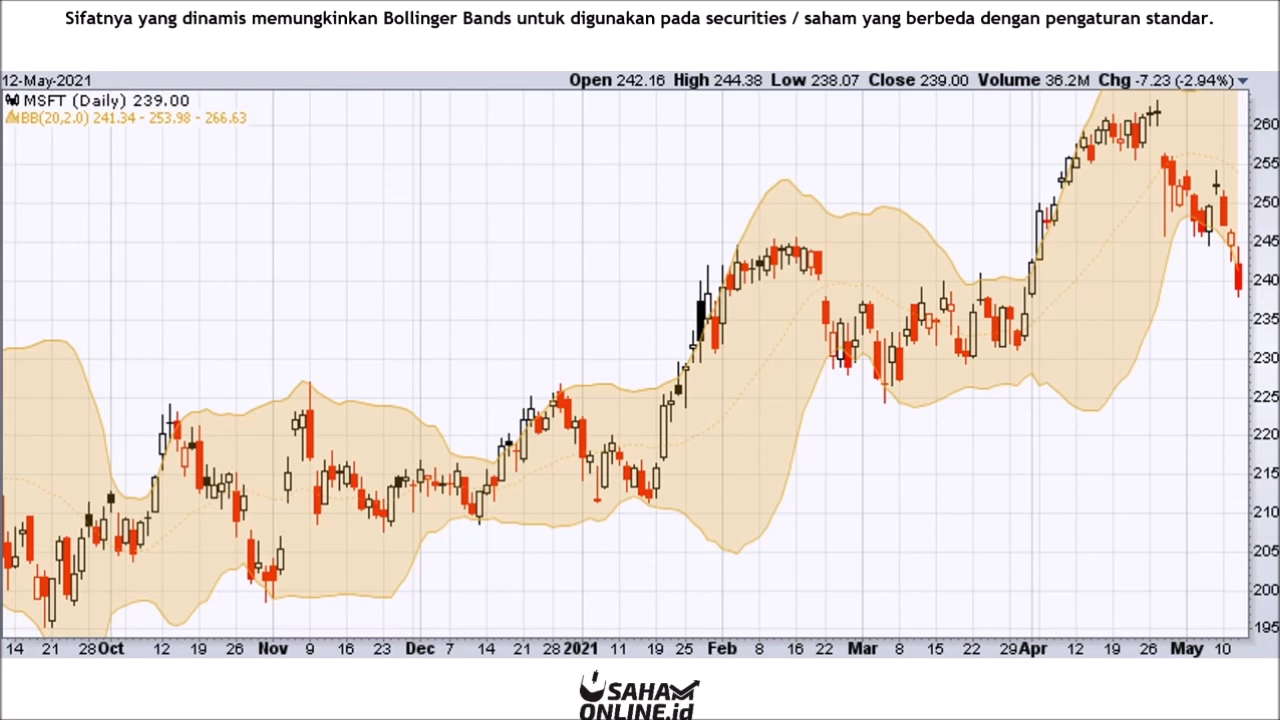 Sifatnya yang dinamis memungkinkan Bollinger Bands untuk digunakan pada securities / saham yang berbeda dengan pengaturan standar.
12-May-2021 Open 242.16 High 244.38 Low 238.07 Close 239.00 Volume 36.2M Chg -7.23 (-2.94%)
MSFT (Daily) 239.00
BB(20,2.0) 241.34 - 253.98 - 266.63
260
255
250
245
240
235
230
225
220
215
210
205
200
195
14 21 28 Oct 12 19 26 Nov 9 16 23 Dec 7 14 21 28 2021 11 19 25 Feb 8 16 22 Mar 8 15 22 29 Apr 12 19 26 May 10
SAHAM
ONLINE.id